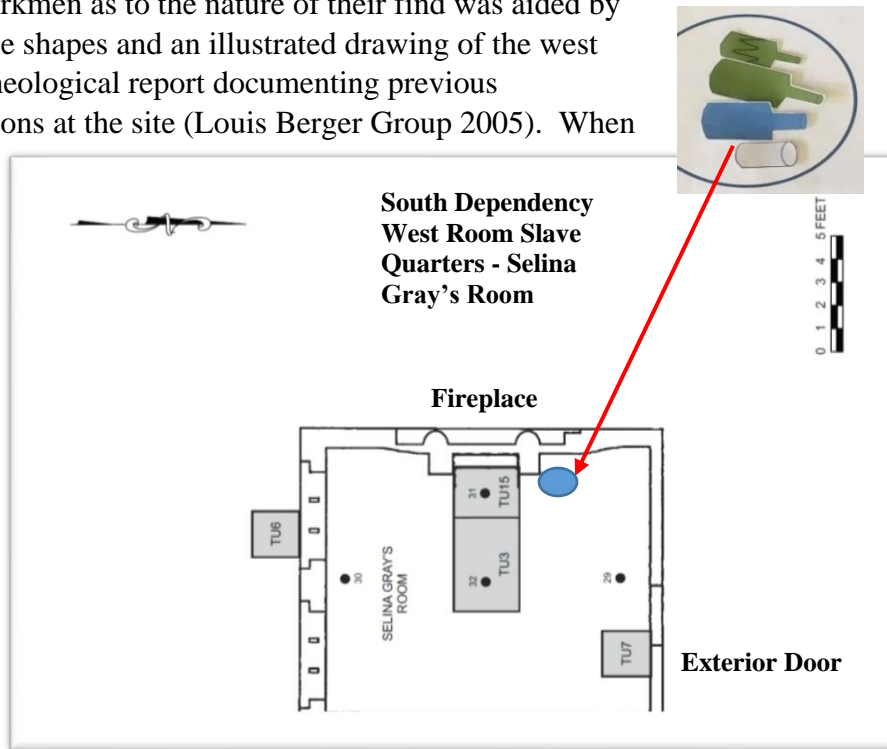 rkmen as to the nature of their find was aided by
e shapes and an illustrated drawing of the west
neological report documenting previous
ons at the site (Louis Berger Group 2005).  When
South Dependency
West Room Slave
Quarters - Selina
Gray’s Room
0 1 2 3 4 5 FEET
Fireplace
31
TU15
TU6
30
SELINA GRAY'S
ROOM
32
TU3
29
TU7
Exterior Door